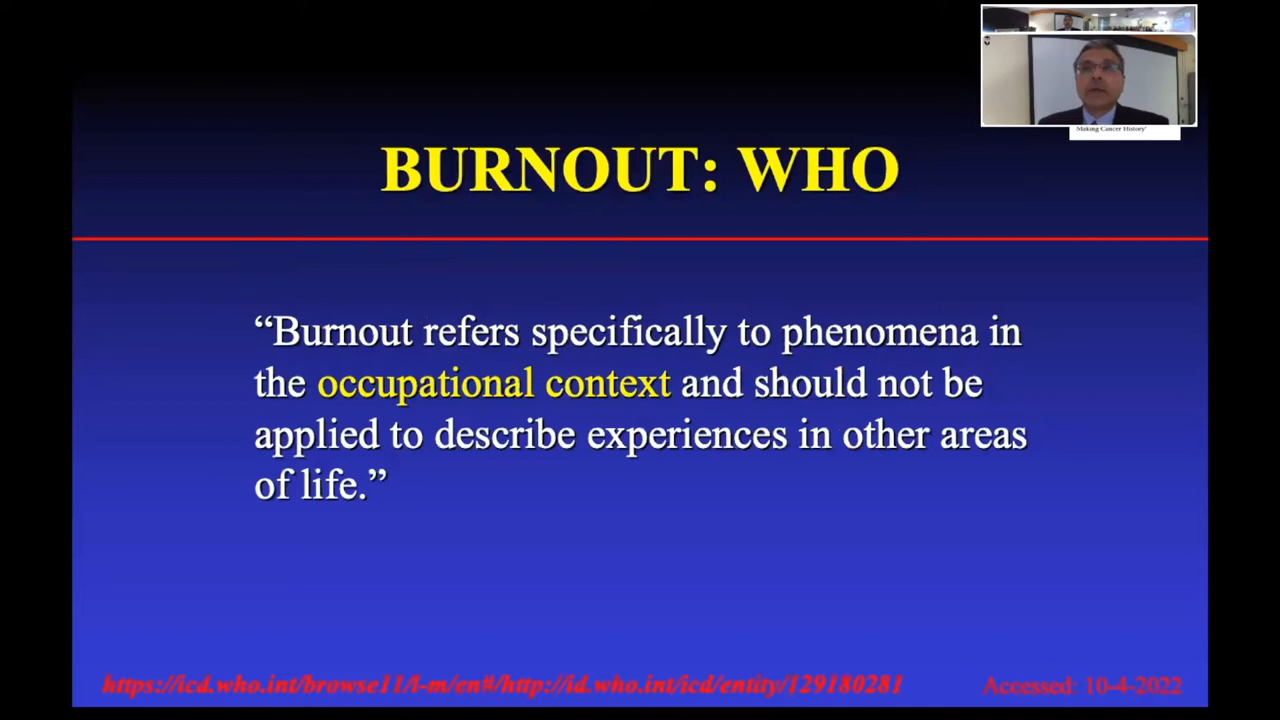 Making Cancer History®
BURNOUT: WHO
“Burnout refers specifically to phenomena in
the occupational context and should not be
applied to describe experiences in other areas
of life.”
https://icd.who.int/browse11/l-m/en#/http://id.who.int/icd/entity/129180281
Accessed: 10-4-2022